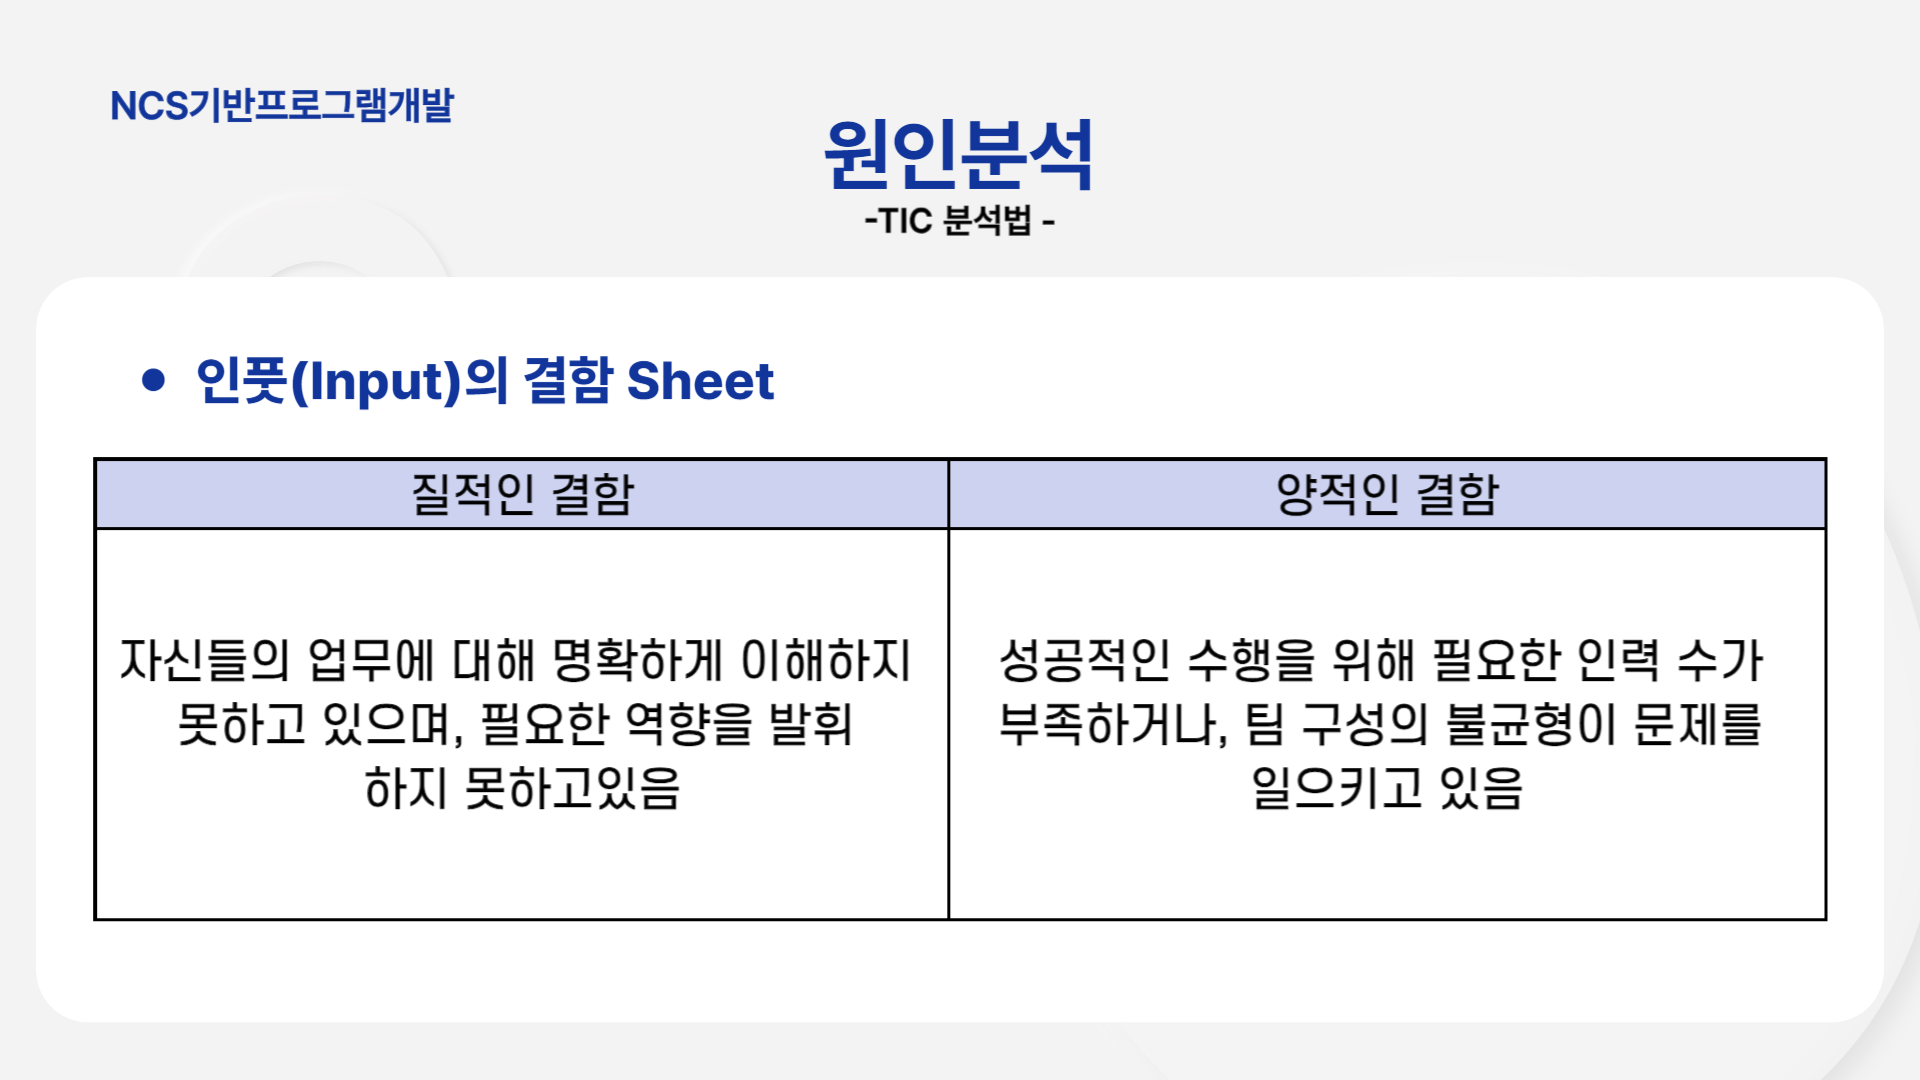 NCS기반프로그램개발
원인분석
-TIC 분석법 -
• 인풋(Input)의 결함 Sheet
질적인 결함
양적인 결함
자신들의 업무에 대해 명확하게 이해하지
못하고 있으며, 필요한 역향을 발휘
하지 못하고있음
성공적인 수행을 위해 필요한 인력 수가
부족하거나, 팀 구성의 불균형이 문제를
일으키고 있음